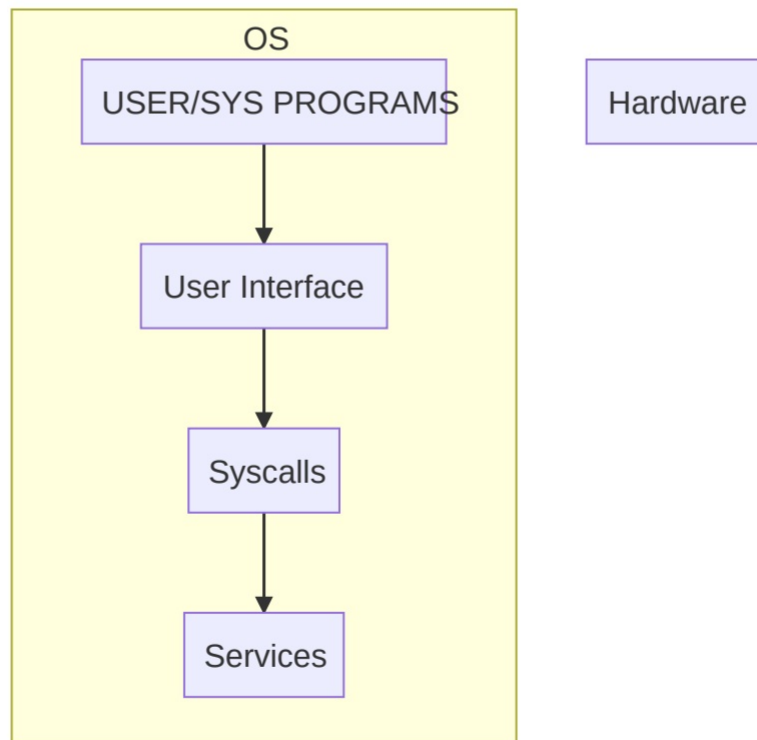 OS
USER/SYS PROGRAMS
Hardware
User Interface
Syscalls
Services